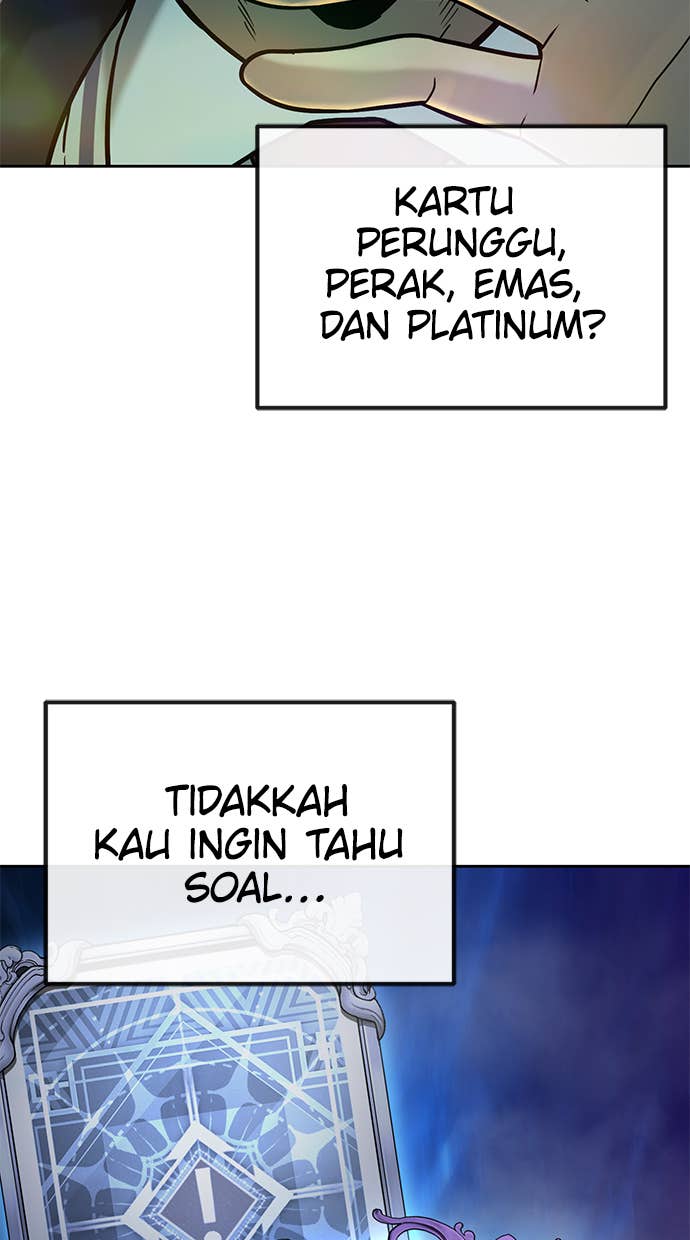 KARTU
PERUNGGU,
PERAK, EMAS,
DAN PLATINUM?
TIDAKKAH
KAU INGIN TAHU
SOAL...
!